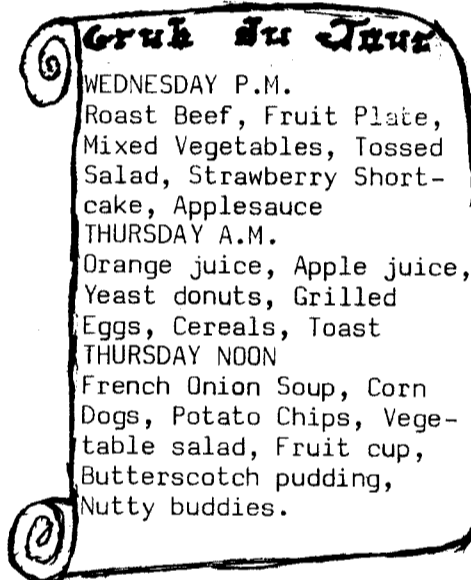 Grub Du Jour
WEDNESDAY P.M.
Roast Beef, Fruit Plate,
Mixed Vegetables, Tossed
Salad, Strawberry Short-
cake, Applesauce
THURSDAY A.M.
Orange juice, Apple juice,
Yeast donuts, Grilled
Eggs, Cereals, Toast
THURSDAY NOON
French Onion Soup, Corn
Dogs, Potato Chips, Vege-
table salad, Fruit cup,
Butterscotch pudding,
Nutty buddies.